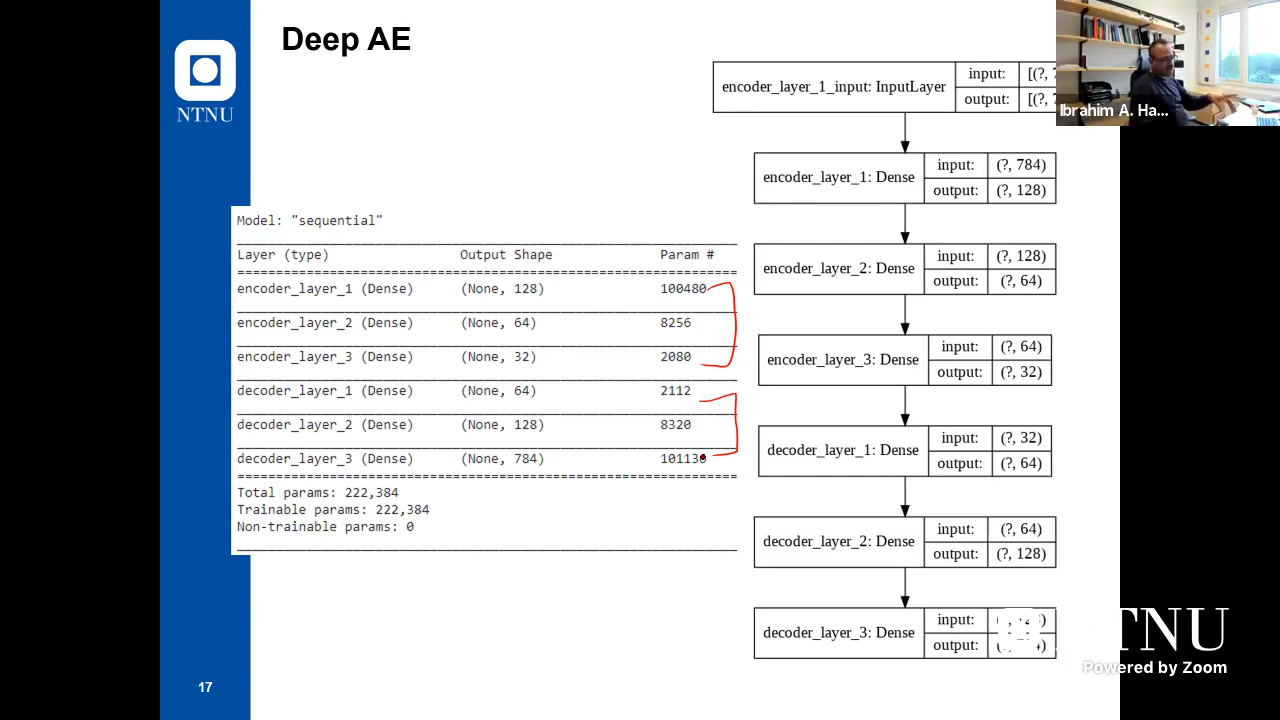 Deep AE
NTNU
Ibrahim A. Ha...
Model: "sequential"
Layer (type) Output Shape Param #
encoder_layer_1 (Dense) (None, 128) 100480
encoder_layer_2 (Dense) (None, 64) 8256
encoder_layer_3 (Dense) (None, 32) 2080
decoder_layer_1 (Dense) (None, 64) 2112
decoder_layer_2 (Dense) (None, 128) 8320
decoder_layer_3 (Dense) (None, 784)
Total params: 222,384
Trainable params: 222,384
Non-trainable params: 0
encoder_layer_1_input: InputLayer
input:
output:
encoder_layer_1: Dense
input: (?, 784)
output: (?, 128)
encoder_layer_2: Dense
input: (?, 128)
output: (?, 64)
encoder_layer_3: Dense
input: (?, 64)
output: (?, 32)
decoder_layer_1: Dense
input: (?, 32)
output: (?, 64)
decoder_layer_2: Dense
input: (?, 64)
output: (?, 128)
decoder_layer_3: Dense
input:
output:
17
Powered by Zoom